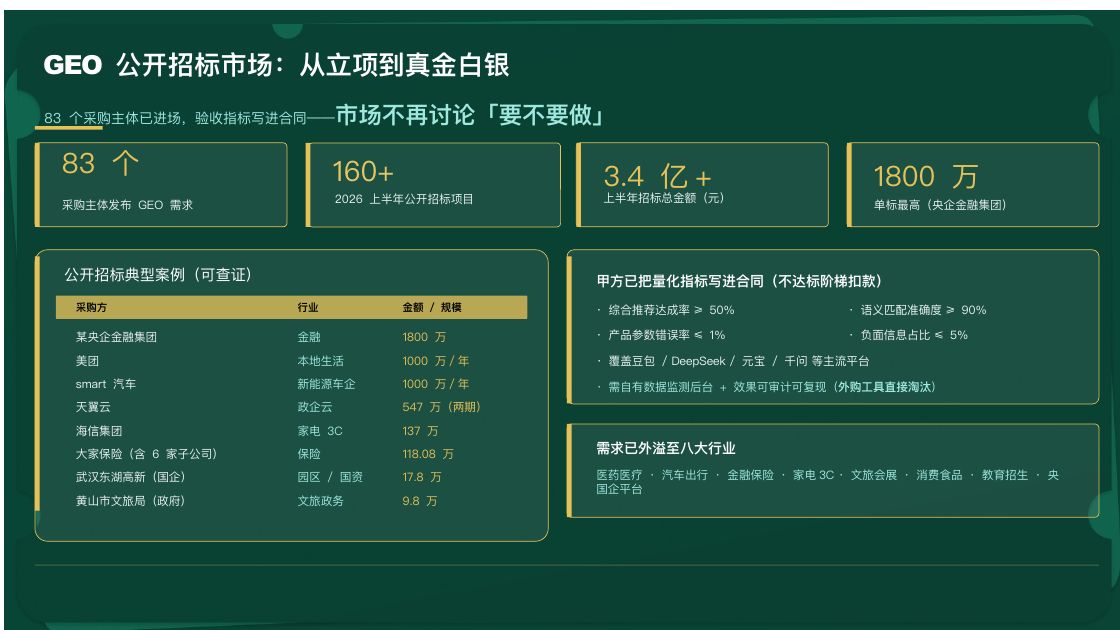 GEO 公开招标市场：从立项到真金白银
83 个采购主体已进场，验收指标写进合同——市场不再讨论「要不要做」
83 个
采购主体发布 GEO 需求
160+
2026 上半年公开招标项目
3.4 亿+
上半年招标总金额（元）
1800 万
单标最高（央企金融集团）
公开招标典型案例（可查证）
采购方 行业 金额 / 规模
某央企金融集团 金融 1800 万
美团 本地生活 1000 万/年
smart 汽车 新能源车企 1000 万/年
天翼云 政企云 547 万（两期）
海信集团 家电 3C 137 万
大家保险（含 6 家子公司） 保险 118.08 万
武汉东湖高新（国企） 园区 / 国资 17.8 万
黄山市文旅局（政府） 文旅政务 9.8 万
甲方已把量化指标写进合同（不达标阶梯扣款）
· 综合推荐达成率 ≥ 50% · 语义匹配准确度 ≥ 90%
· 产品参数错误率 ≤ 1% · 负面信息占比 ≤ 5%
· 覆盖豆包 / DeepSeek / 元宝 / 千问 等主流平台
· 需自有数据监测后台 + 效果可审计可复现（外购工具直接淘汰）
需求已外溢至八大行业
医药医疗 · 汽车出行 · 金融保险 · 家电 3C · 文旅会展 · 消费食品 · 教育招生 · 央
国企平台